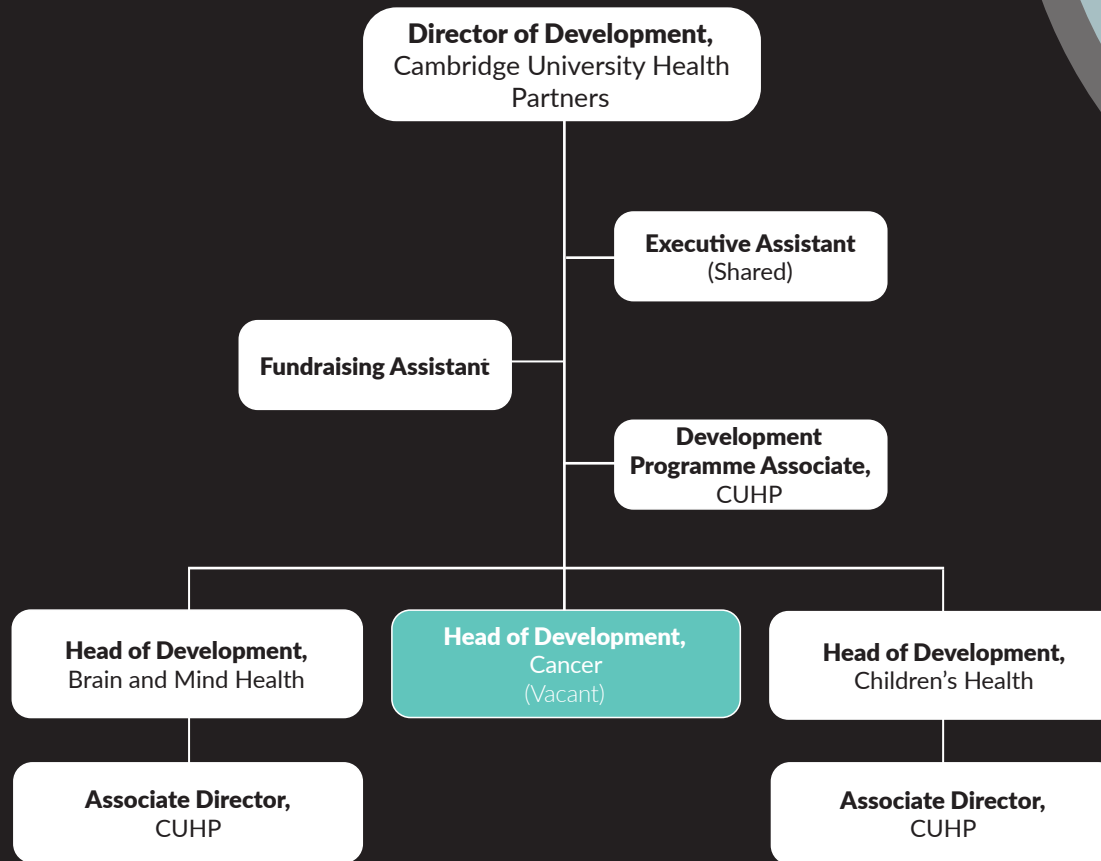 Director of Development,
Cambridge University Health
Partners
Executive Assistant
(Shared)
Fundraising Assistant
Development
Programme Associate,
CUHP
Head of Development,
Brain and Mind Health
Head of Development,
Cancer
(Vacant)
Head of Development,
Children’s Health
Associate Director,
CUHP
Associate Director,
CUHP